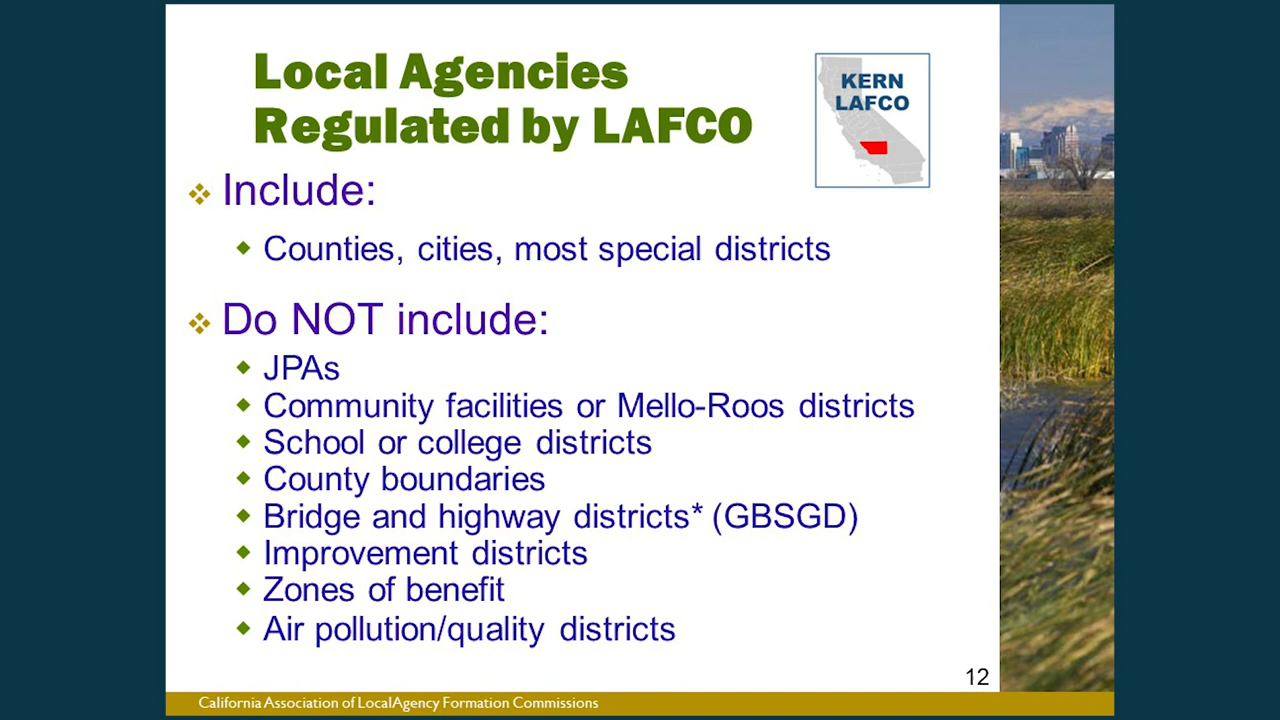 Local Agencies
Regulated by LAFCO
KERN
LAFCO
Include:
Counties, cities, most special districts
Do NOT include:
JPAs
Community facilities or Mello-Roos districts
School or college districts
County boundaries
Bridge and highway districts* (GBSGD)
Improvement districts
Zones of benefit
Air pollution/quality districts
12
California Association of LocalAgency Formation Commissions